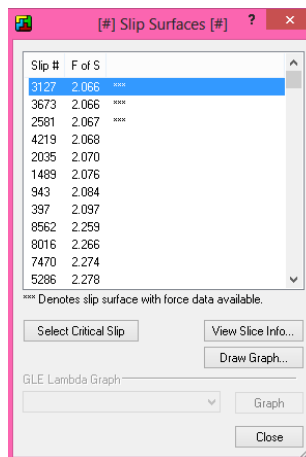 [#] Slip Surfaces [#] ? ×
Slip # F of S
3127 2.066 ***
3673 2.066 ***
2581 2.067 ***
4219 2.068
2035 2.070
1489 2.076
943 2.084
397 2.097
8562 2.259
8016 2.266
7470 2.274
5286 2.278
*** Denotes slip surface with force data available.
Select Critical Slip View Slice Info...
Draw Graph...
GLE Lambda Graph
Graph
Close